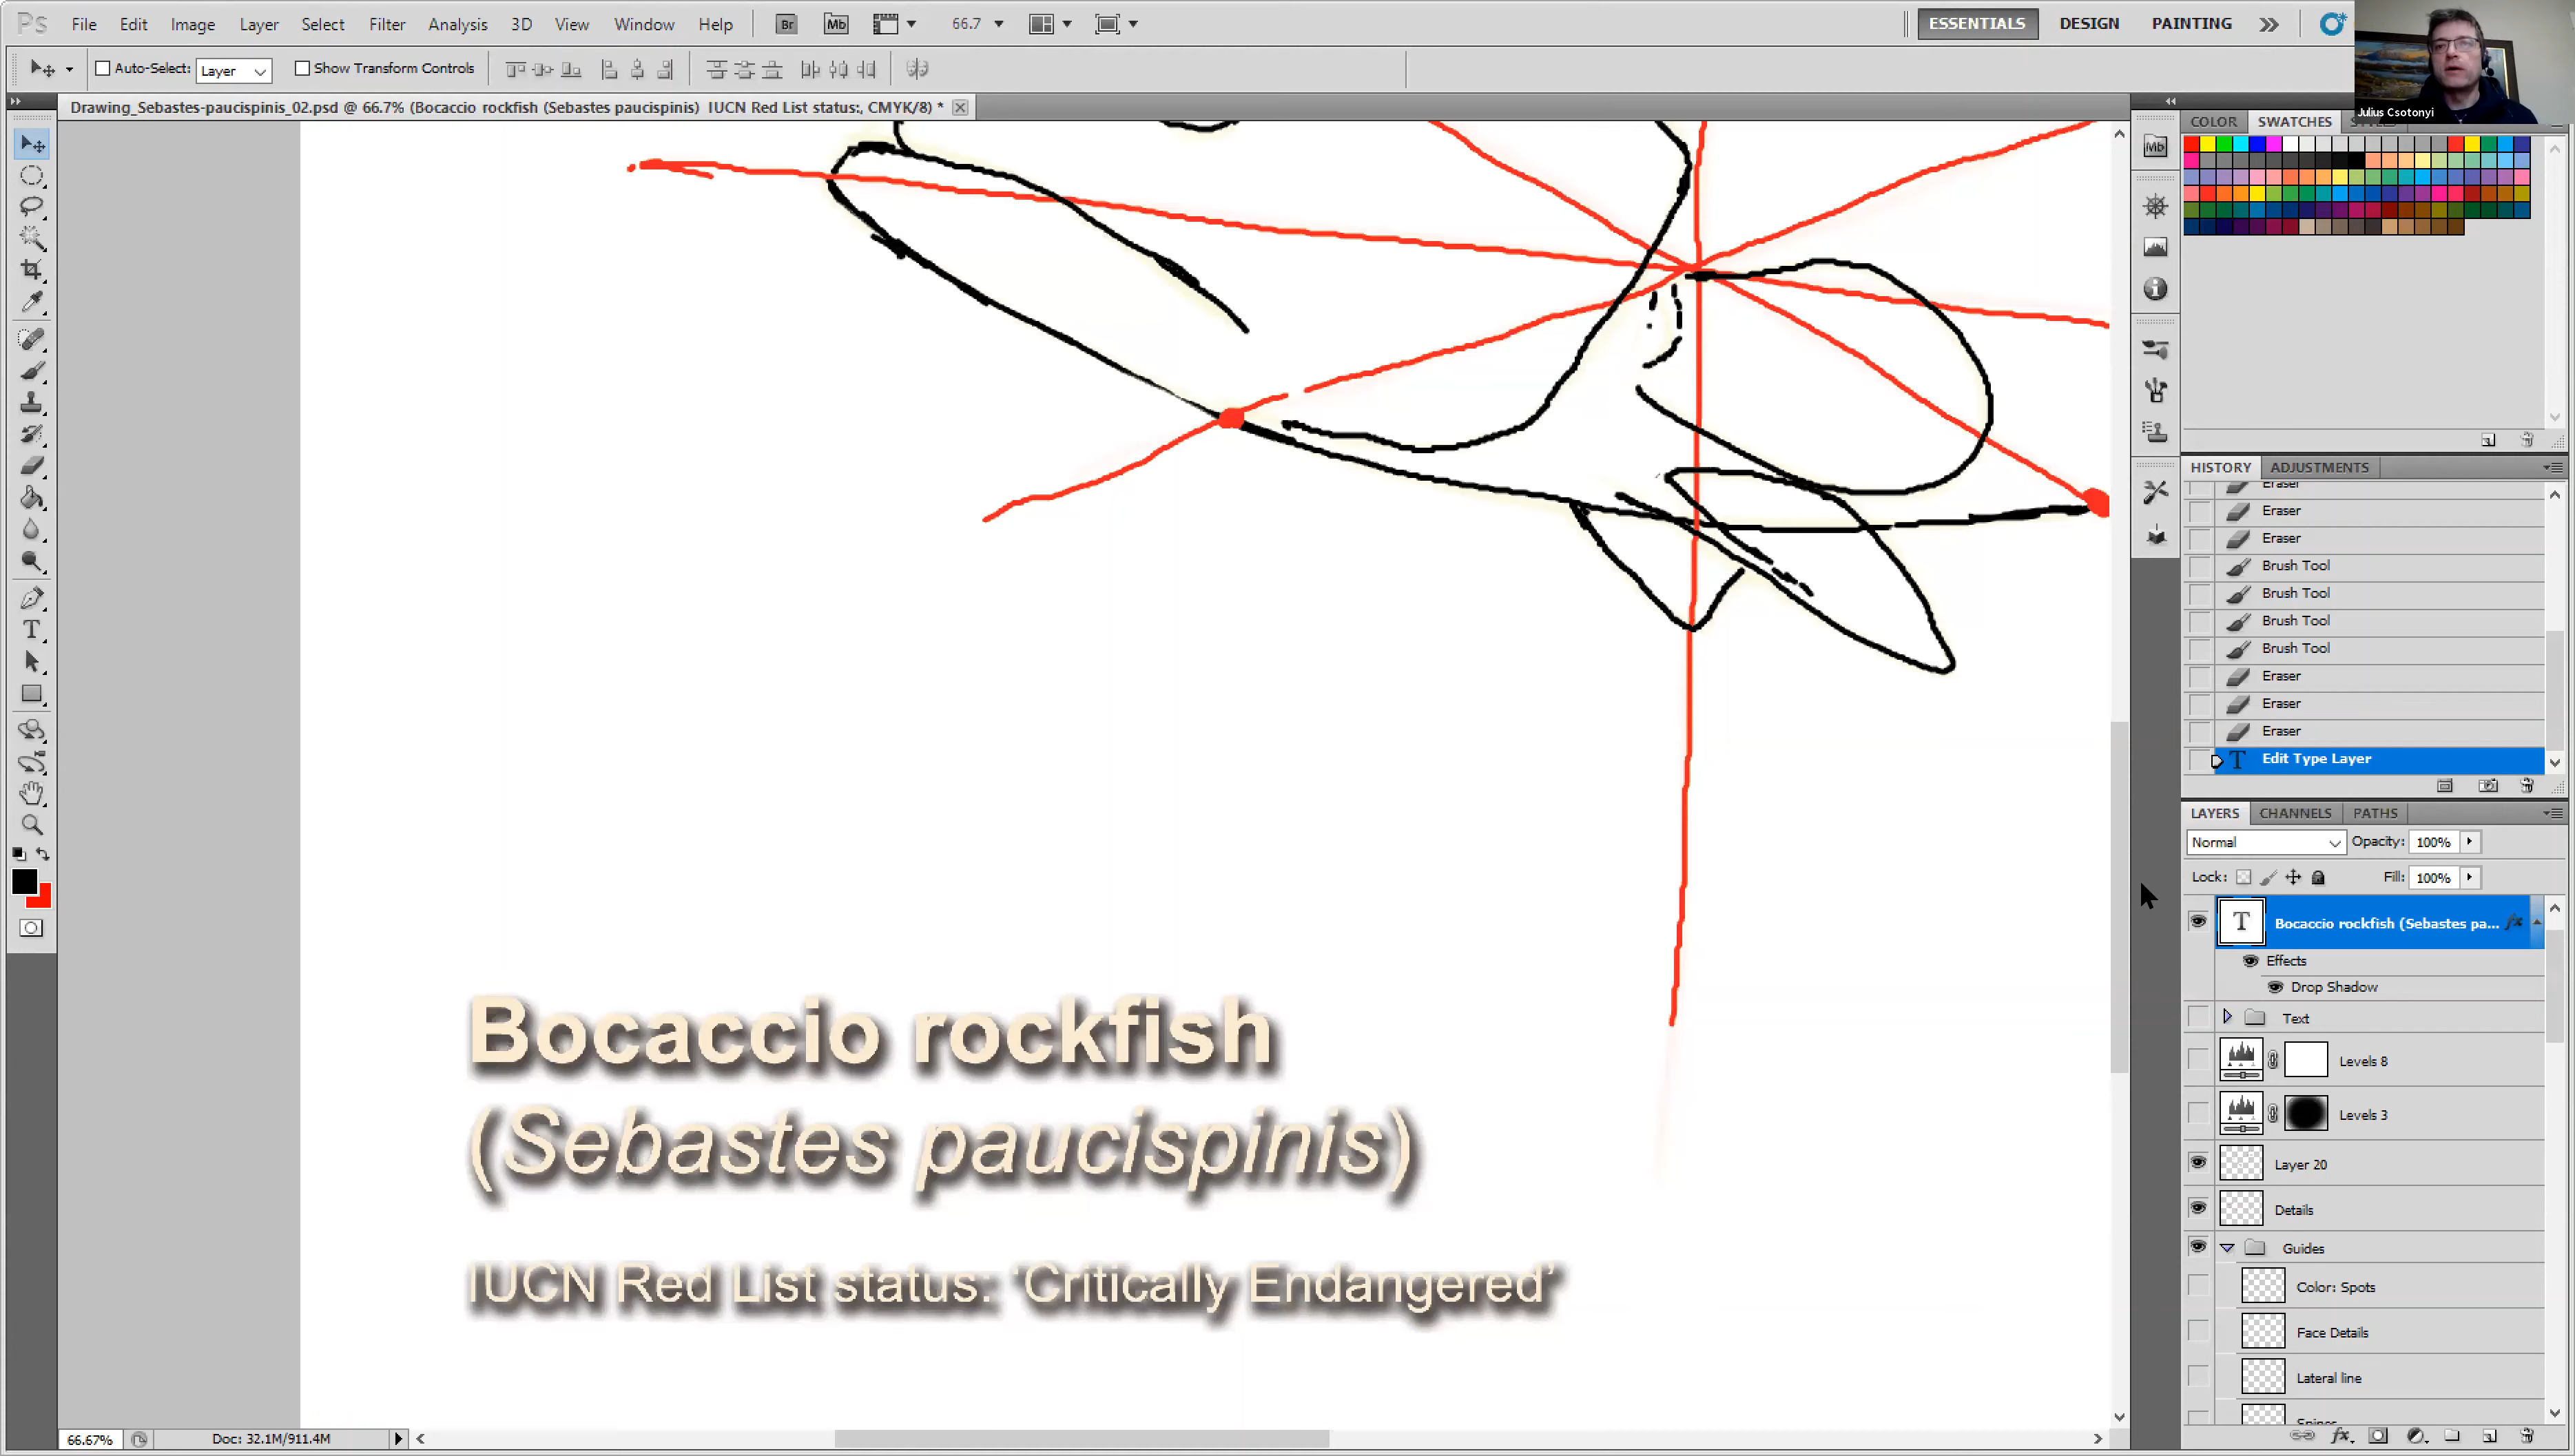 Ps File Edit Image Layer Select Filter Analysis 3D View Window Help Br Mb 66.7 ESSENTIALS DESIGN PAINTING
Auto-Select: Layer Show Transform Controls
Julius Csotonyi
Drawing_Sebastes-paucispinis_02.psd @ 66.7% (Bocaccio rockfish (Sebastes paucispinis) IUCN Red List status:, CMYK/8) *
COLOR SWATCHES
Mb
HISTORY ADJUSTMENTS
Eraser
Eraser
Eraser
Brush Tool
Brush Tool
Brush Tool
Brush Tool
Eraser
Eraser
Eraser
Edit Type Layer
LAYERS CHANNELS PATHS
Normal Opacity: 100%
Lock: Fill: 100%
Bocaccio rockfish (Sebastes pa... fx
Effects
Drop Shadow
Text
Levels 8
Levels 3
Layer 20
Details
Guides
Color: Spots
Face Details
Lateral line
Bocaccio rockfish
(Sebastes paucispinis)
IUCN Red List status: ‘Critically Endangered’
66.67% Doc: 32.1M/911.4M